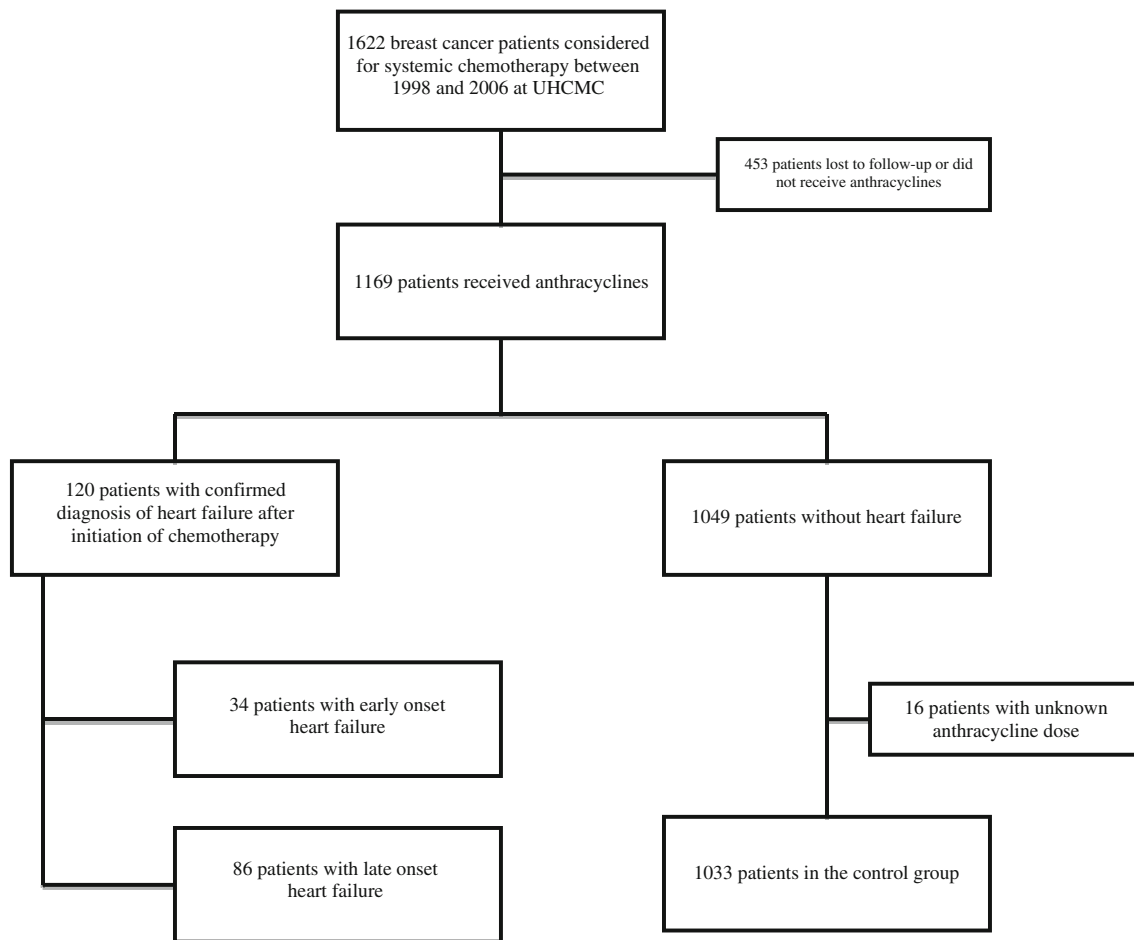 1622 breast cancer patients considered
for systemic chemotherapy between
1998 and 2006 at UHCMC
453 patients lost to follow-up or did
not receive anthracyclines
1169 patients received anthracyclines
120 patients with confirmed
diagnosis of heart failure after
initiation of chemotherapy
1049 patients without heart failure
34 patients with early onset
heart failure
16 patients with unknown
anthracycline dose
86 patients with late onset
heart failure
1033 patients in the control group